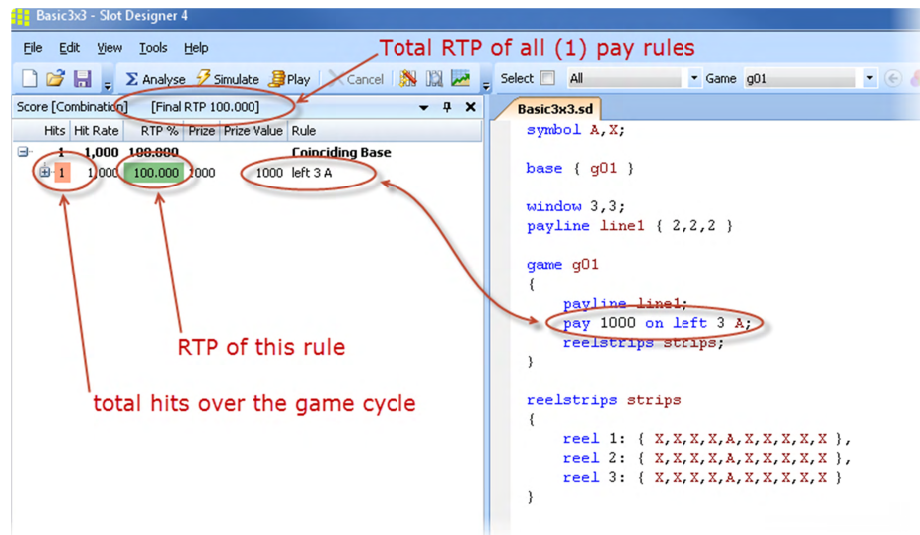 Basic3x3 - Slot Designer 4
File Edit View Tools Help
Total RTP of all (1) pay rules
Analyse Simulate Play Cancel Select All Game g01
Score [Combination] [Final RTP 100.000]
Basic3x3.sd
Hits Hit Rate RTP % Prize Prize Value Rule
1 1,000 100.000 Coinciding Base
1 1,000 100.000 1000 1000 left 3 A
symbol A,X;
base { g01 }
window 3,3;
payline line1 { 2,2,2 }
game g01
{
payline line1;
pay 1000 on left 3 A;
reelstrips strips;
}
RTP of this rule
total hits over the game cycle
reelstrips strips
{
reel 1: { X,X,X,X,A,X,X,X,X,X },
reel 2: { X,X,X,X,A,X,X,X,X,X },
reel 3: { X,X,X,X,A,X,X,X,X,X }
}